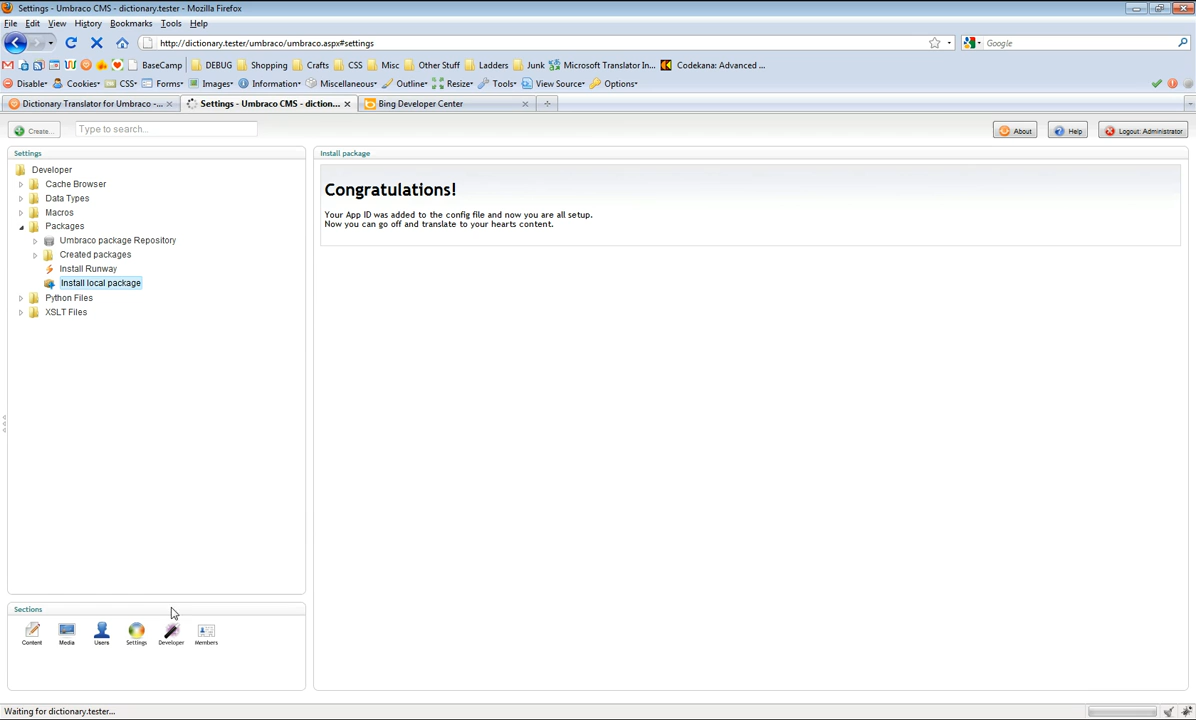 Settings - Umbraco CMS - dictionary.tester - Mozilla Firefox
File Edit View History Bookmarks Tools Help
http://dictionary.tester/umbraco/umbraco.aspx#settings
Google
BaseCamp DEBUG Shopping Crafts CSS Misc Other Stuff Ladders Junk Microsoft Translator In... Codekana: Advanced ...
Disable Cookies CSS Forms Images Information Miscellaneous Outline Resize Tools View Source Options
Dictionary Translator for Umbraco -...
Settings - Umbraco CMS - diction...
Bing Developer Center
Create...
Type to search...
About
Help
Logout: Administrator
Settings
Developer
Cache Browser
Data Types
Macros
Packages
Umbraco package Repository
Created packages
Install Runway
Install local package
Python Files
XSLT Files
Install package
Congratulations!
Your App ID was added to the config file and now you are all setup.
Now you can go off and translate to your hearts content.
Sections
Content Media Users Settings Developer Members
Waiting for dictionary.tester...